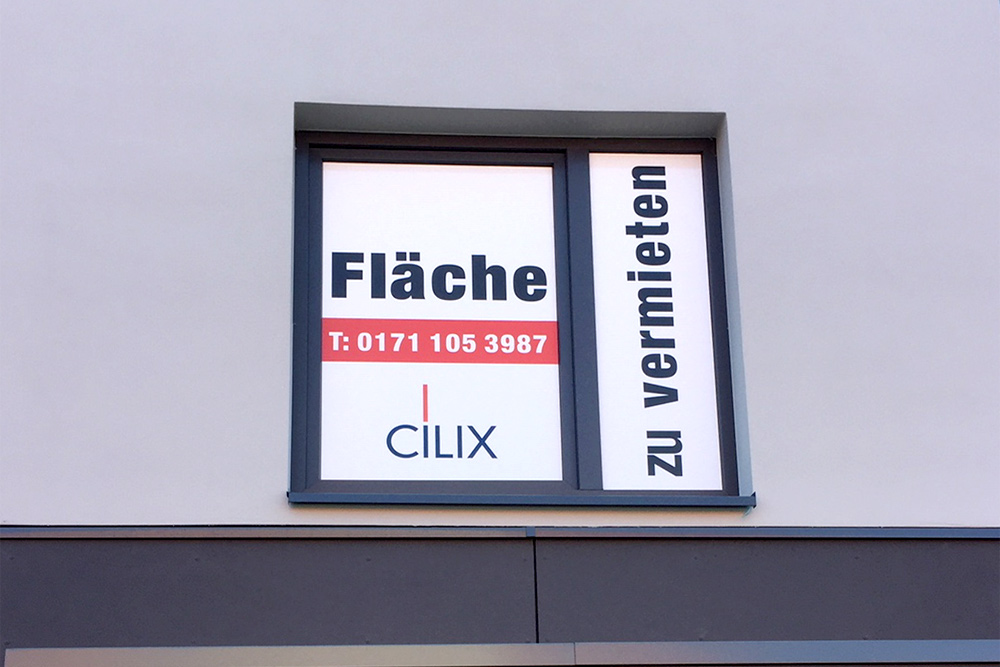 Fläche
T: 0171 105 3987
CILIX
zu vermieten